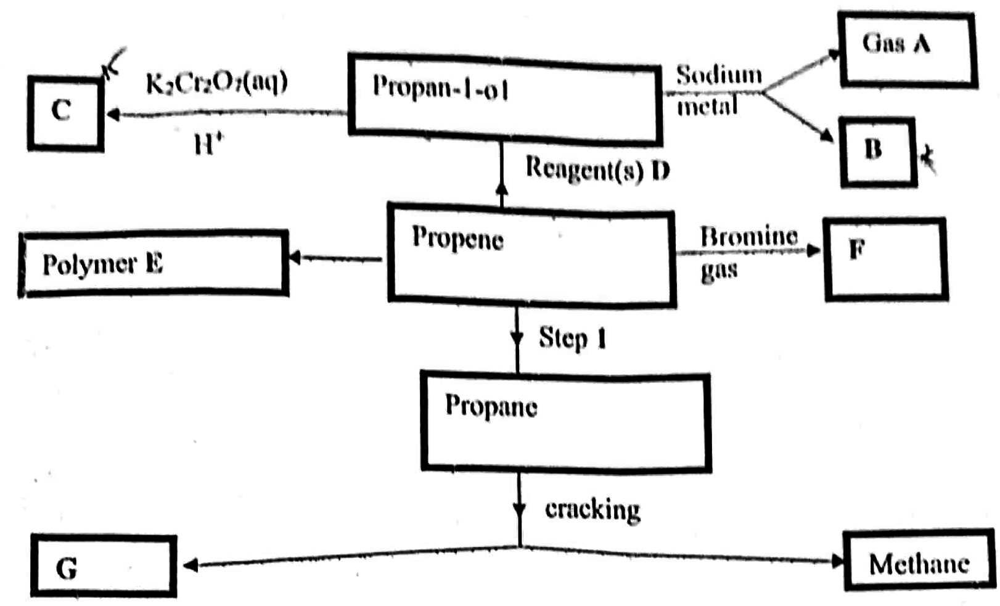 Gas A
Propan-1-ol
Sodium
metal
K₂Cr₂O₇(aq)
H⁺
C
B
Reagent(s) D
Propene
Bromine
gas
F
Polymer E
Step 1
Propane
cracking
G
Methane